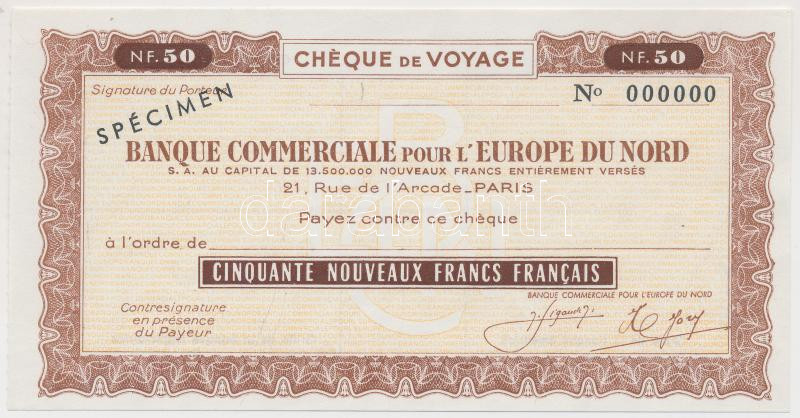 NF. 50 CHÈQUE DE VOYAGE NF. 50
Signature du Porteur
SPÉCIMEN
No 000000
BANQUE COMMERCIALE POUR L'EUROPE DU NORD
S. A. AU CAPITAL DE 13.500.000 NOUVEAUX FRANCS ENTIÈREMENT VERSÉS
21, Rue de l'Arcade_PARIS
Payez contre ce chèque
à l'ordre de
CINQUANTE NOUVEAUX FRANCS FRANÇAIS
BANQUE COMMERCIALE POUR L'EUROPE DU NORD
Contresignature
en présence
du Payeur